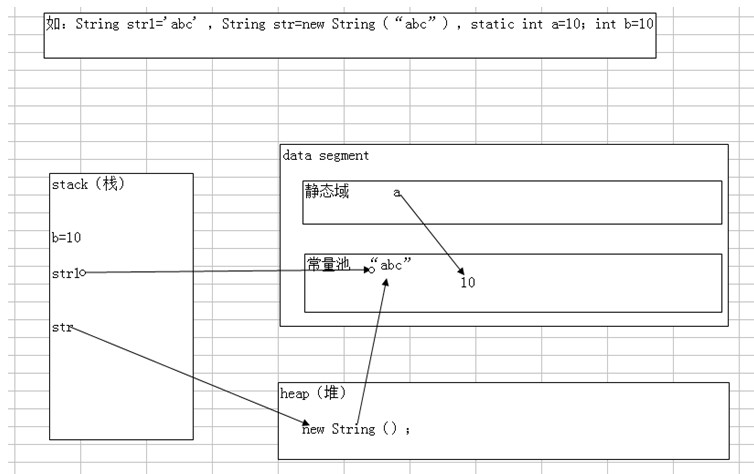 如：String str1='abc' ，String str=new String（“abc”），static int a=10；int b=10
data segment
静态域 a
stack（栈）
b=10
常量池 “abc”
str1
10
str
heap（堆）
new String（）；